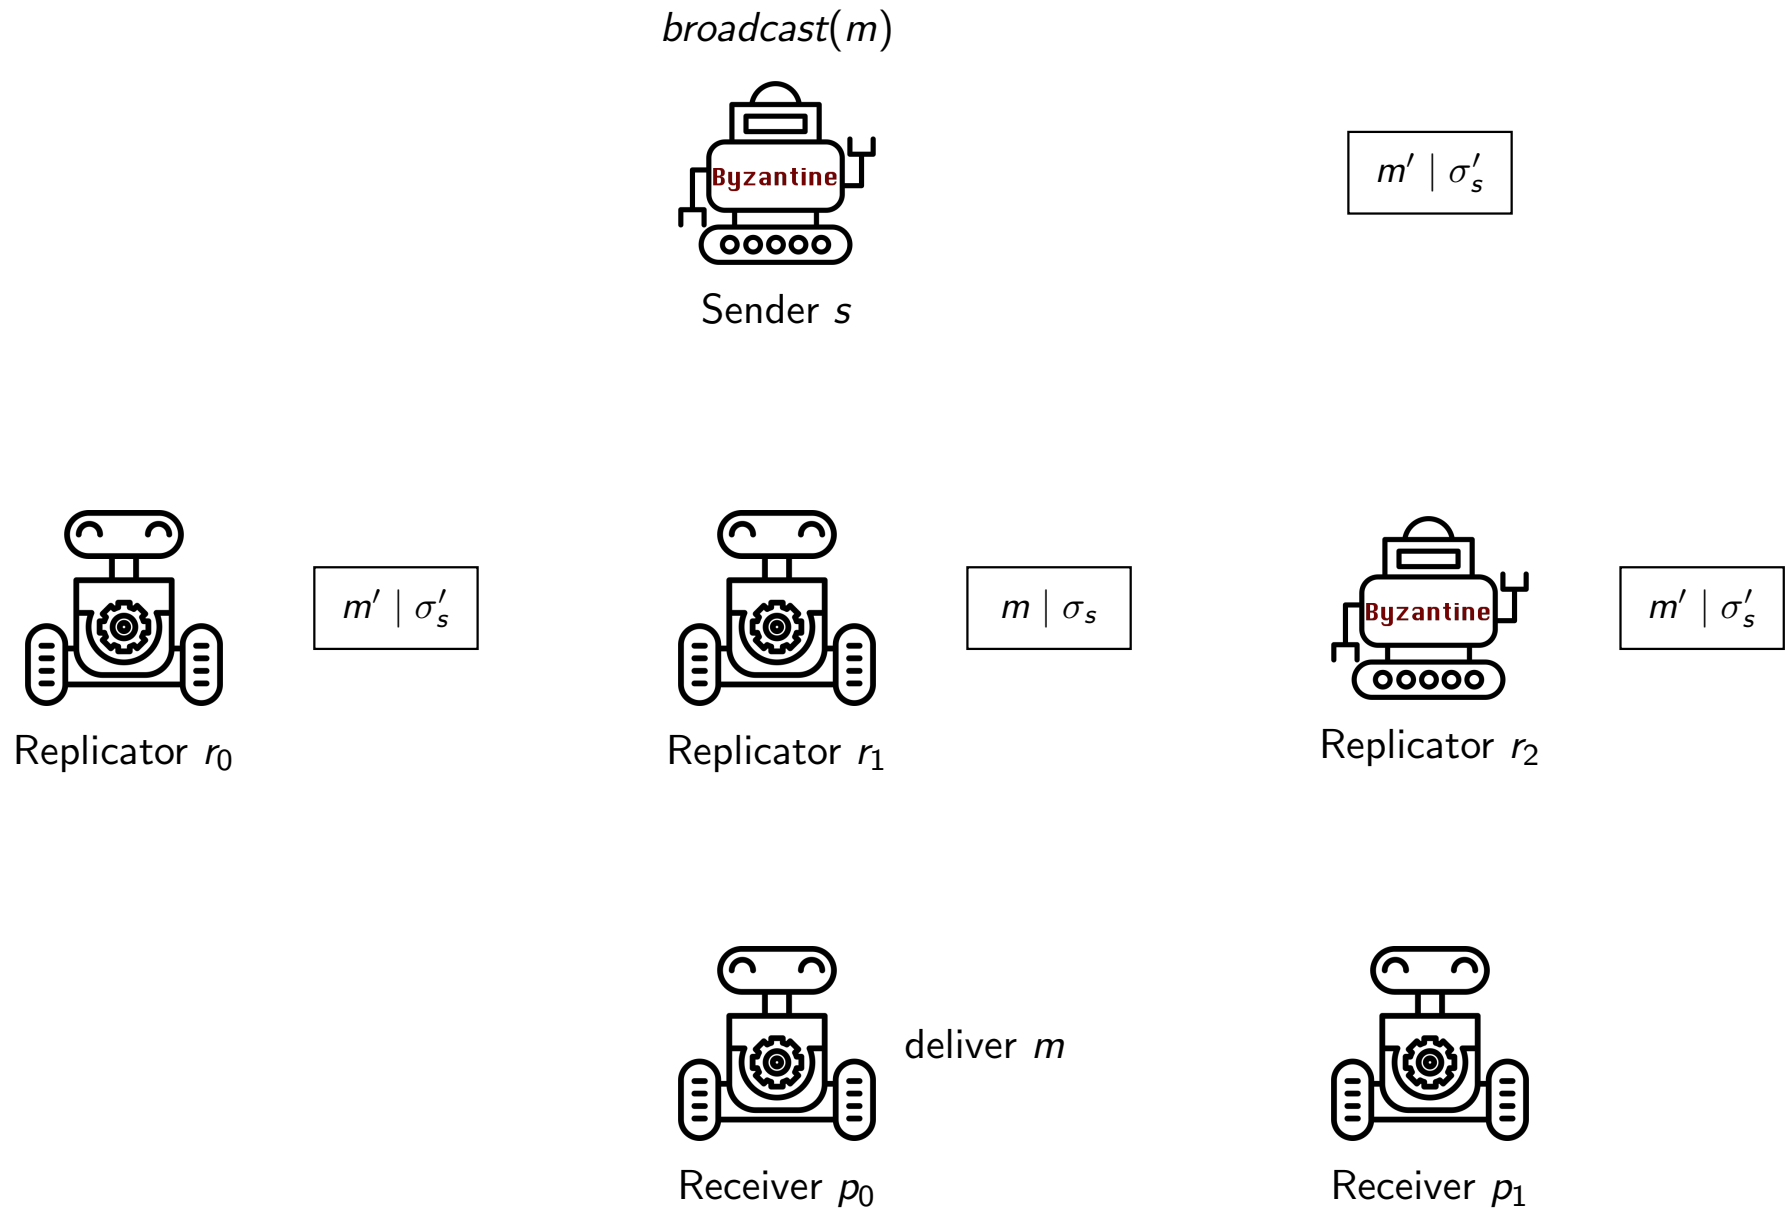 broadcast(m)
Byzantine
m′ | σ′ₛ
Sender s
m′ | σ′ₛ
m | σₛ
Byzantine
m′ | σ′ₛ
Replicator r₀
Replicator r₁
Replicator r₂
deliver m
Receiver p₀
Receiver p₁